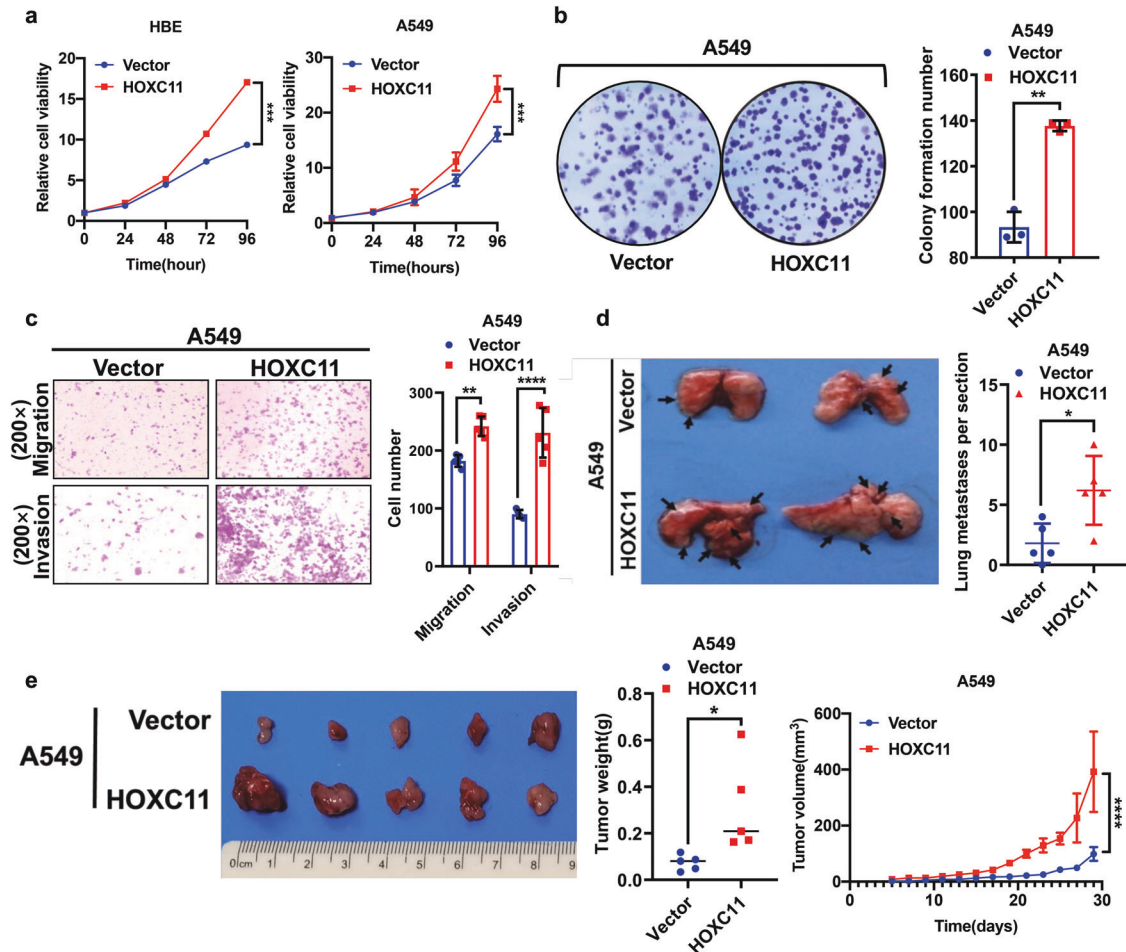 a
HBE
Relative cell viability
20
15
10
5
0
Vector
HOXC11
***
0 24 48 72 96
Time(hour)
A549
Relative cell viability
30
20
10
0
Vector
HOXC11
***
0 24 48 72 96
Time(hours)
b
A549
Vector HOXC11
A549
Vector
HOXC11
Colony formation number
160
140
120
100
80
**
Vector HOXC11
c
A549
Vector HOXC11
(200×)
Migration
(200×)
Invasion
A549
Vector
HOXC11
Cell number
300
200
100
0
** ****
Migration Invasion
d
A549
Vector
HOXC11
A549
Vector
HOXC11
Lung metastases per section
15
10
5
0
*
Vector HOXC11
e
A549
Vector
HOXC11
0 cm 1 2 3 4 5 6 7 8 9
A549
Vector
HOXC11
Tumor weight(g)
0.8
0.6
0.4
0.2
0.0
*
Vector HOXC11
A549
Tumor volume(mm³)
600
400
200
0
Vector
HOXC11
****
0 10 20 30
Time(days)